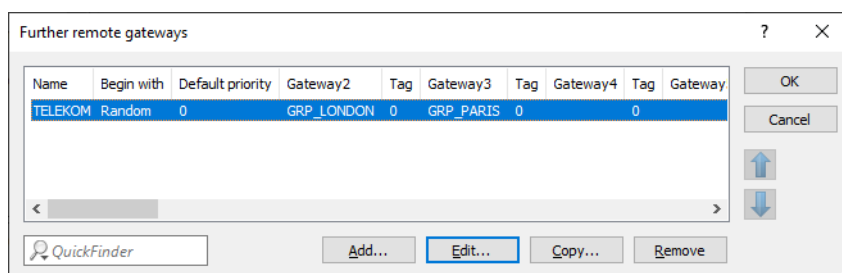 Further remote gateways ? X
Name Begin with Default priority Gateway2 Tag Gateway3 Tag Gateway4 Tag Gateway
TELEKOM Random 0 GRP_LONDON 0 GRP_PARIS 0 0
OK
Cancel
QuickFinder Add... Edit... Copy... Remove